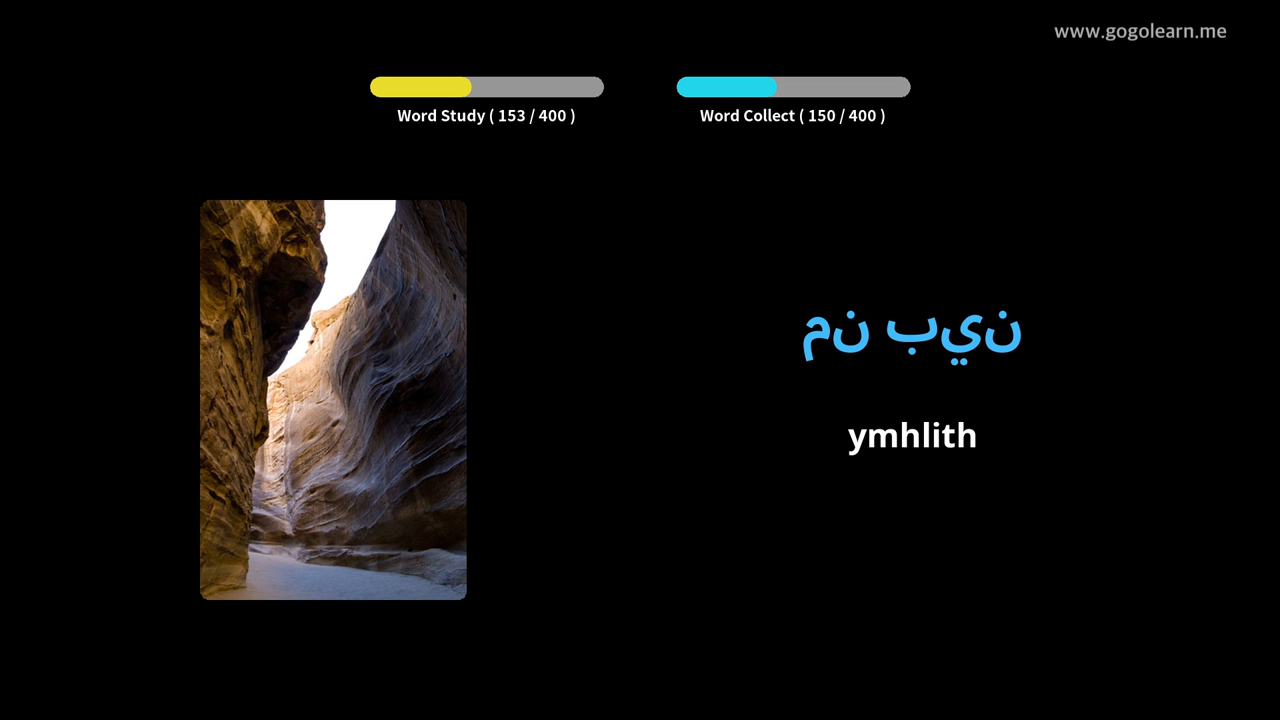 www.gogolearn.me
Word Study ( 153 / 400 )
Word Collect ( 150 / 400 )
من بين
ymhlith